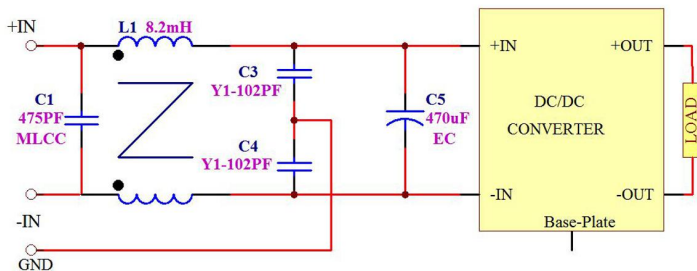 +IN
L1 8.2mH
+IN
+OUT
C3
Y1-102PF
C1
475PF
MLCC
C5
470uF
EC
DC/DC
CONVERTER
LOAD
C4
Y1-102PF
-IN
-OUT
-IN
Base-Plate
GND